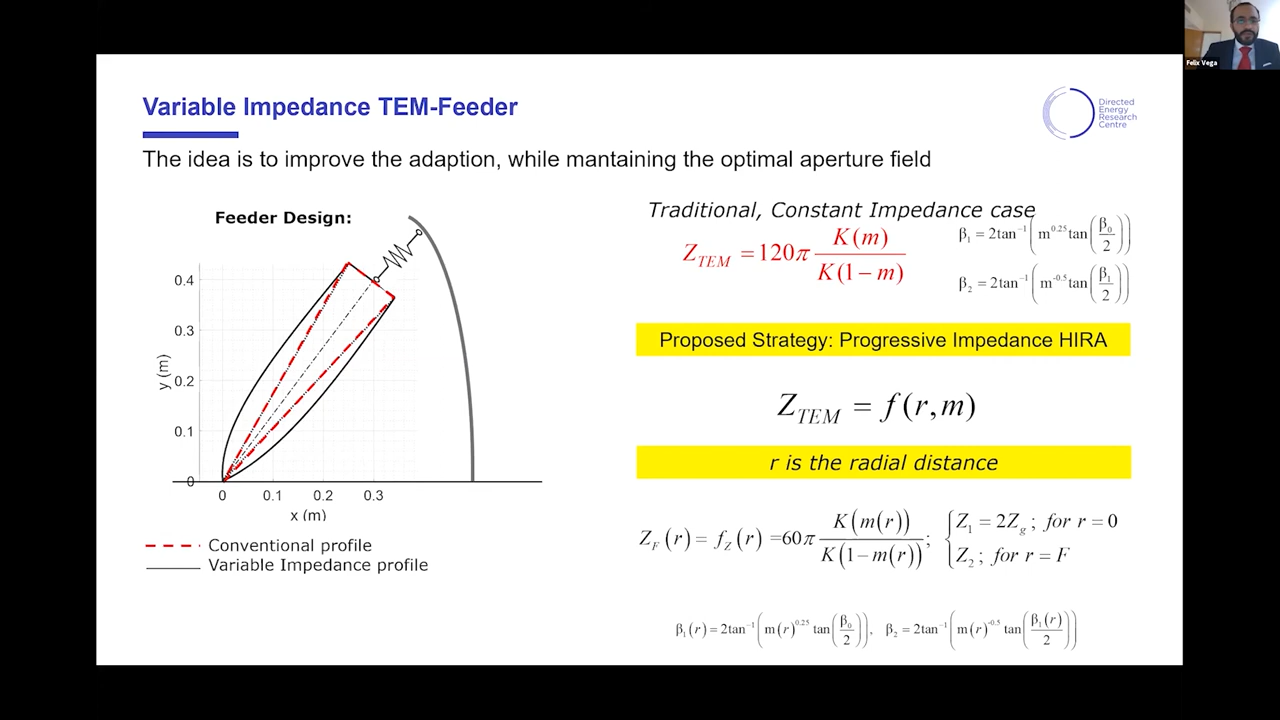 Felix Vega
Variable Impedance TEM-Feeder
Directed
Energy
Research
Centre
The idea is to improve the adaption, while mantaining the optimal aperture field
Feeder Design:
0.4
0.3
0.2
0.1
0
y (m)
0 0.1 0.2 0.3
x (m)
Conventional profile
Variable Impedance profile
Traditional, Constant Impedance case
Z_TEM = 120π K(m) / K(1 − m)
β₁ = 2tan⁻¹(m^0.25 tan(β₀/2))
β₂ = 2tan⁻¹(m^-0.5 tan(β₁/2))
Proposed Strategy: Progressive Impedance HIRA
Z_TEM = f(r,m)
r is the radial distance
Z_F(r) = f_Z(r) =60π K(m(r)) / K(1−m(r)); {Z₁ = 2Z_g; for r = 0
Z₂; for r = F
β₁(r) = 2tan⁻¹(m(r)^0.25 tan(β₀/2)), β₂ = 2tan⁻¹(m(r)^-0.5 tan(β₁(r)/2))